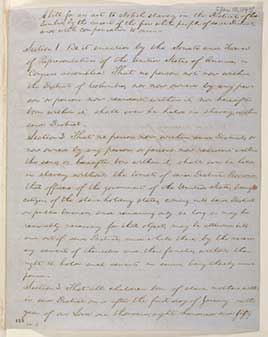 A bill for an act to abolish slavery in the District of
Columbia, by the consent of the free white people of said District,
and with compensation to owners
Section 1. Be it enacted by the Senate and House
of Representatives of the United States of America in
Congress assembled: That no person not now within
the District of Columbia, nor now owned by any per-
son or persons now resident within it, nor hereafter
born within it, shall ever be held in slavery within
said District
Section 2. That no person now within said District, or
now owned by any person, or persons now resident within
the same, or hereafter born within it, shall ever be held
in slavery without the limits of said District: Provided
that officers of the government of the United States, being
citizens of the slave-holding states, coming into said District
on public business, and remaining only so long as may be
reasonably necessary for that object, may be attended into,
and out of, said District, and while there, by the necess-
ary servants of themselves and their families, without their
right to hold such servants in service, being thereby im-
paired.
Section 3. That all children born of slave mothers with-
in said District on, or after the first day of January in the
year of our Lord one thousand, eight hundred and fifty